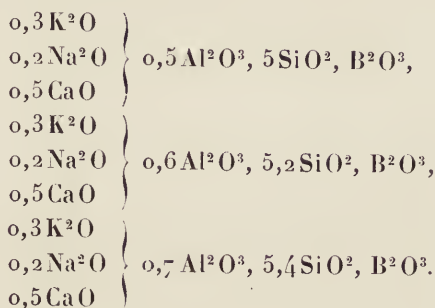 0,3 K²O
0,2 Na²O } 0,5 Al²O³, 5 SiO², B²O³,
0,5 CaO
0,3 K²O
0,2 Na²O } 0,6 Al²O³, 5,2 SiO², B²O³,
0,5 CaO
0,3 K²O
0,2 Na²O } 0,7 Al²O³, 5,4 SiO², B²O³.
0,5 CaO